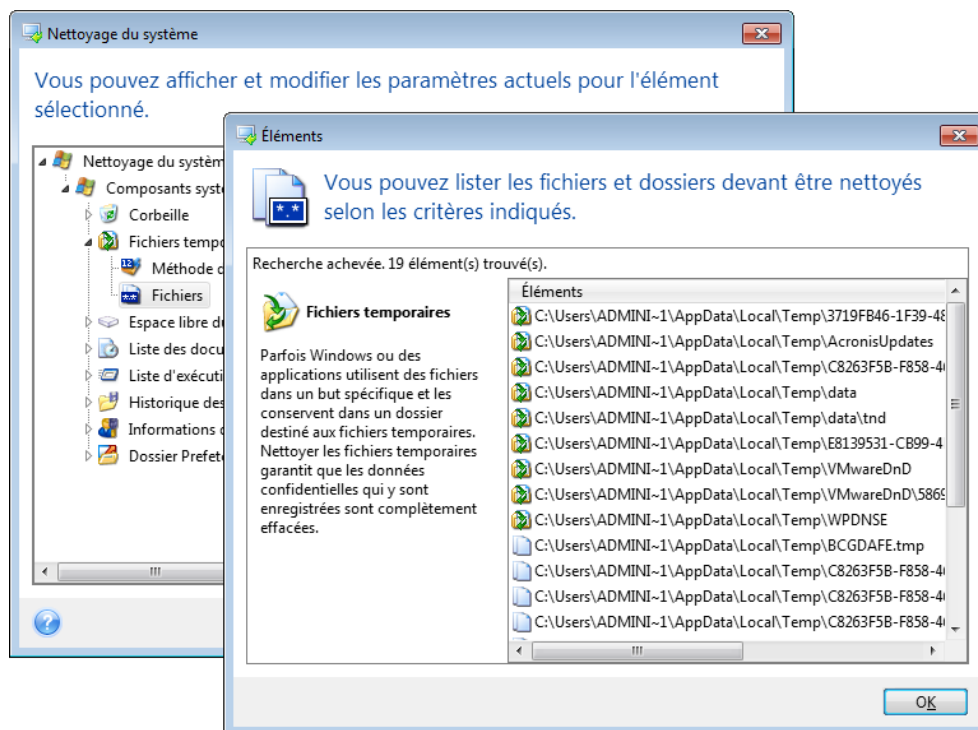 Nettoyage du système
Vous pouvez afficher et modifier les paramètres actuels pour l'élément
sélectionné.
Nettoyage du systèm
Composants systè
Corbeille
Fichiers tempo
Méthode d
Fichiers
Espace libre du
Liste des docu
Liste d'exécuti
Historique des
Informations d
Dossier Prefet
Éléments
Vous pouvez lister les fichiers et dossiers devant être nettoyés
selon les critères indiqués.
Recherche achevée. 19 élément(s) trouvé(s).
Fichiers temporaires
Parfois Windows ou des
applications utilisent des fichiers
dans un but spécifique et les
conservent dans un dossier
destiné aux fichiers temporaires.
Nettoyer les fichiers temporaires
garantit que les données
confidentielles qui y sont
enregistrées sont complètement
effacées.
Éléments
C:\Users\ADMINI~1\AppData\Local\Temp\3719FB46-1F39-48
C:\Users\ADMINI~1\AppData\Local\Temp\AcronisUpdates
C:\Users\ADMINI~1\AppData\Local\Temp\C8263F5B-F858-4
C:\Users\ADMINI~1\AppData\Local\Temp\data
C:\Users\ADMINI~1\AppData\Local\Temp\data\tnd
C:\Users\ADMINI~1\AppData\Local\Temp\E8139531-CB99-4
C:\Users\ADMINI~1\AppData\Local\Temp\VMwareDnD
C:\Users\ADMINI~1\AppData\Local\Temp\VMwareDnD\5869
C:\Users\ADMINI~1\AppData\Local\Temp\WPDNSE
C:\Users\ADMINI~1\AppData\Local\Temp\BCGDAFE.tmp
C:\Users\ADMINI~1\AppData\Local\Temp\C8263F5B-F858-4
C:\Users\ADMINI~1\AppData\Local\Temp\C8263F5B-F858-4
C:\Users\ADMINI~1\AppData\Local\Temp\C8263F5B-F858-4
OK